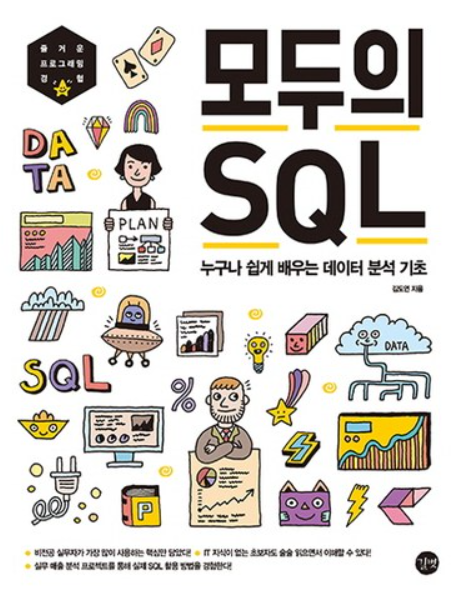 즐거운
프로그래밍
경험
모두의
SQL
누구나 쉽게 배우는 데이터 분석 기초
김도연 지음
DA
TA
PLAN
DATA
SQL
%
P
비전공 실무자가 가장 많이 사용하는 핵심만 담았다! IT 지식이 없는 초보자도 술술 읽으면서 이해할 수 있다!
실무 매출 분석 프로젝트를 통해 실제 SQL 활용 방법을 경험한다!
길벗